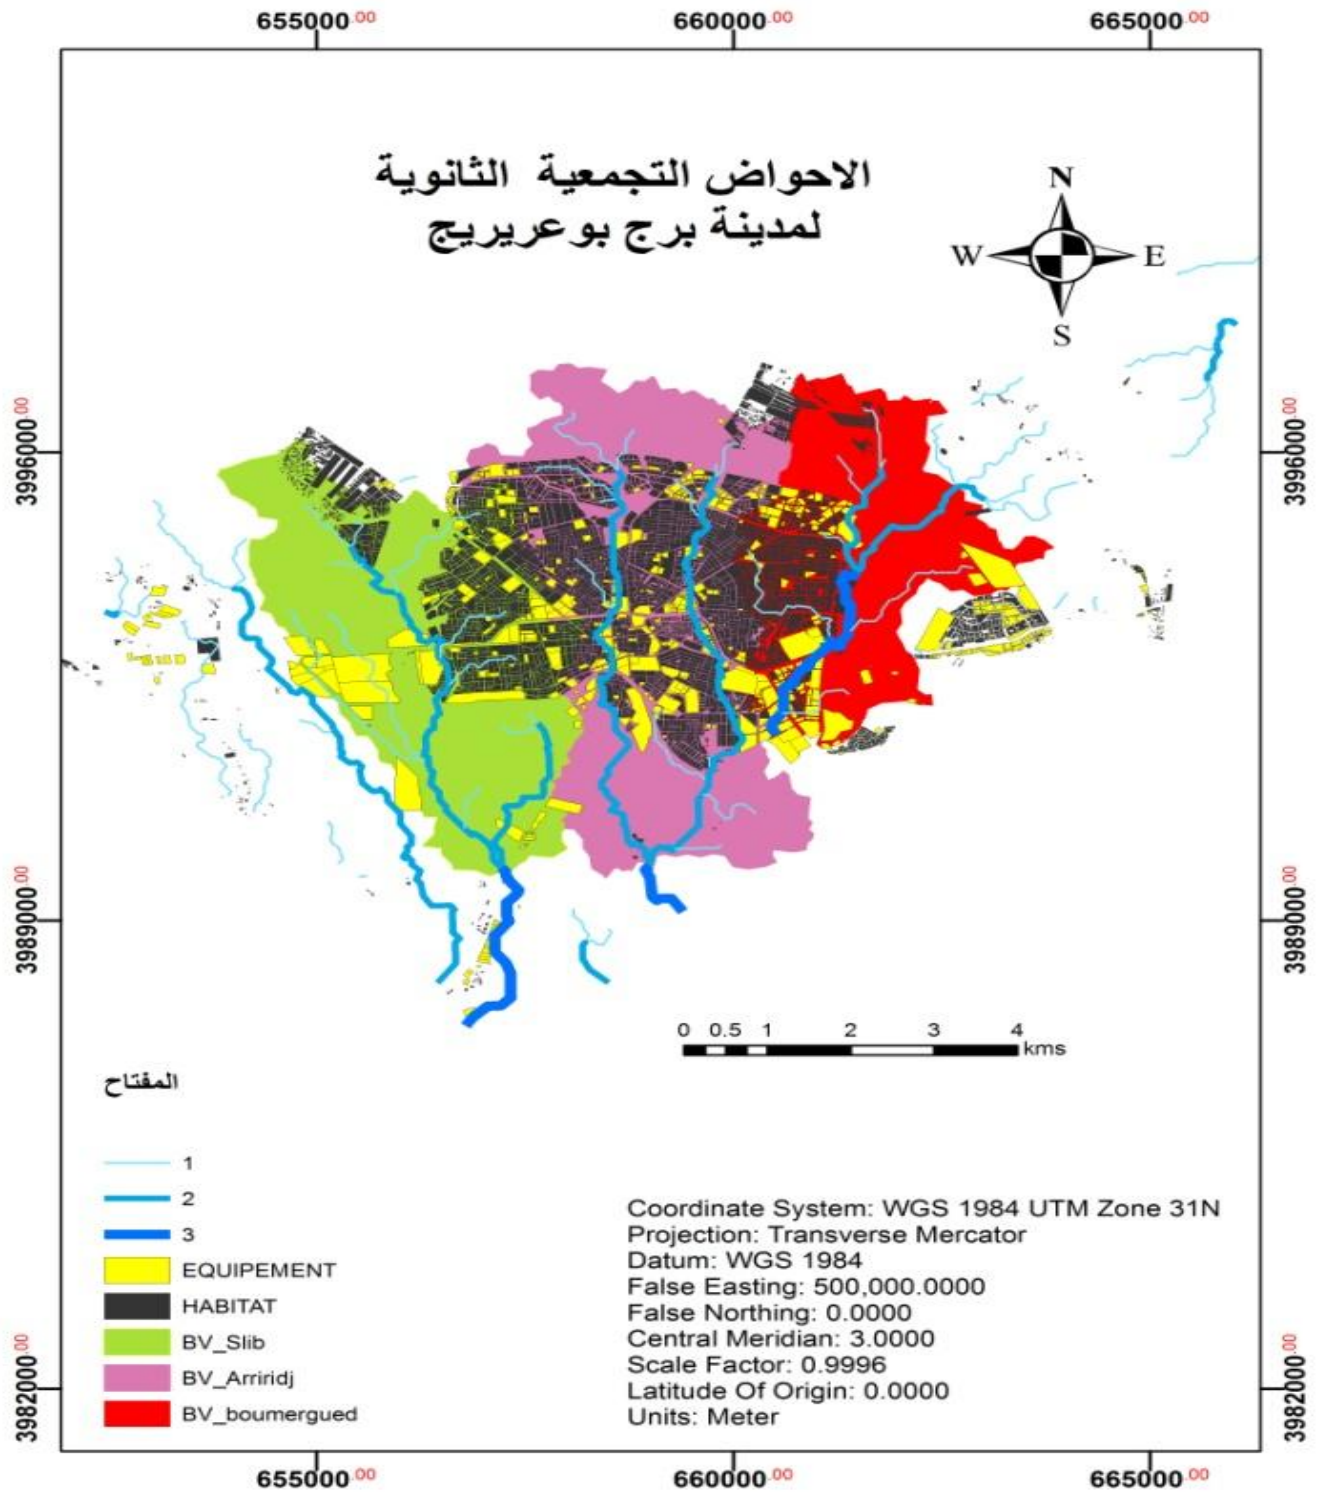 655000.00 660000.00 665000.00
الاحواض التجمعية الثانوية
لمدينة برج بوعريريج
N
W E
S
3996000.00 3996000.00
3989000.00 3989000.00
0 0.5 1 2 3 4
kms
المفتاح
1
2
3
EQUIPEMENT
HABITAT
BV_Slib
BV_Arriridj
BV_boumergued
Coordinate System: WGS 1984 UTM Zone 31N
Projection: Transverse Mercator
Datum: WGS 1984
False Easting: 500,000.0000
False Northing: 0.0000
Central Meridian: 3.0000
Scale Factor: 0.9996
Latitude Of Origin: 0.0000
Units: Meter
3982000.00 3982000.00
655000.00 660000.00 665000.00